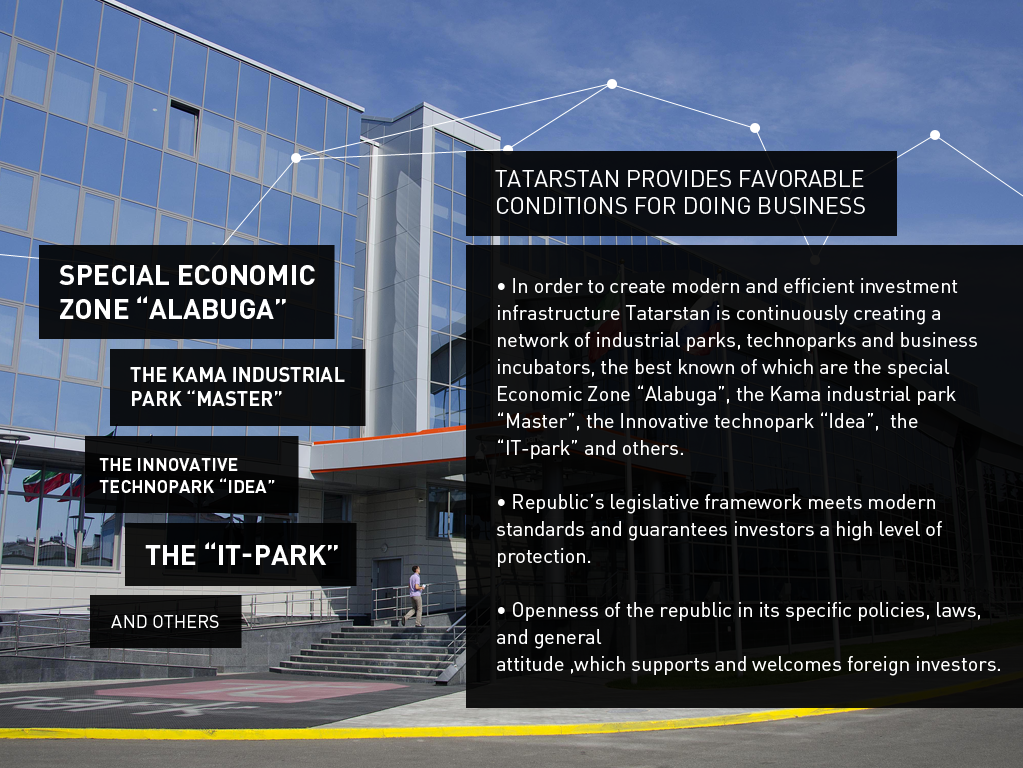 TATARSTAN PROVIDES FAVORABLE
CONDITIONS FOR DOING BUSINESS
SPECIAL ECONOMIC
ZONE “ALABUGA”
THE KAMA INDUSTRIAL
PARK “MASTER”
THE INNOVATIVE
TECHNOPARK “IDEA”
THE “IT-PARK”
AND OTHERS
• In order to create modern and efficient investment
infrastructure Tatarstan is continuously creating a
network of industrial parks, technoparks and business
incubators, the best known of which are the special
Economic Zone “Alabuga”, the Kama industrial park
“Master”, the Innovative technopark “Idea”,  the
“IT-park” and others.
• Republic’s legislative framework meets modern
standards and guarantees investors a high level of
protection.
• Openness of the republic in its specific policies, laws,
and general
attitude ,which supports and welcomes foreign investors.